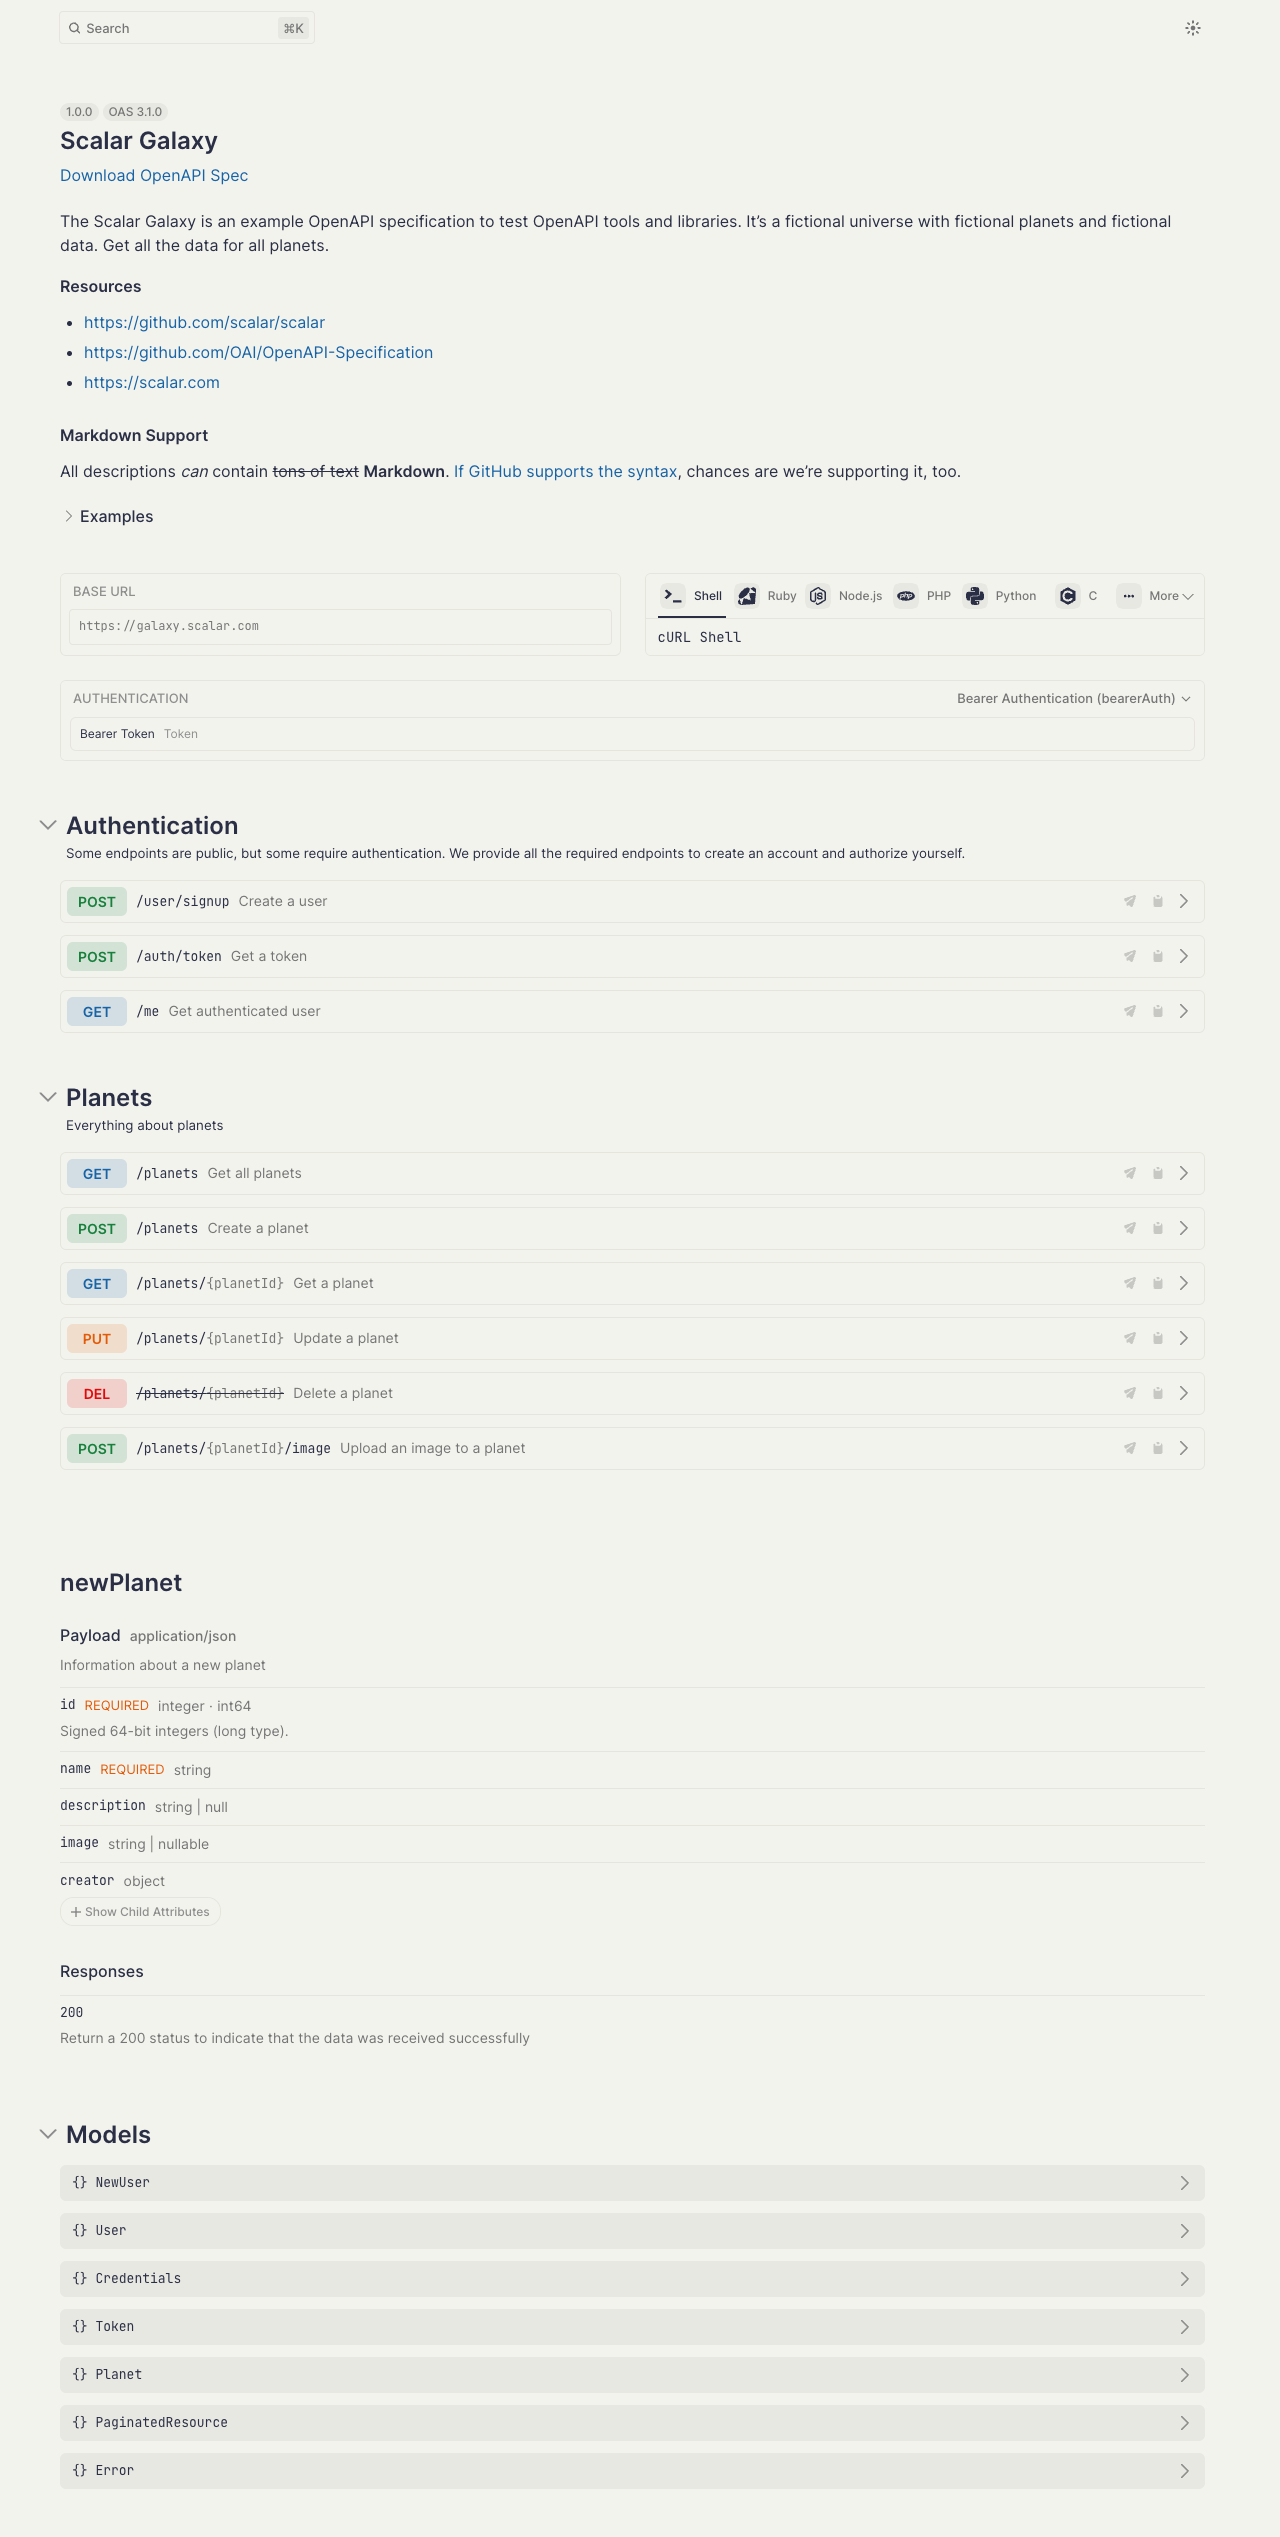 Search ⌘K
1.0.0 OAS 3.1.0
Scalar Galaxy
Download OpenAPI Spec
The Scalar Galaxy is an example OpenAPI specification to test OpenAPI tools and libraries. It’s a fictional universe with fictional planets and fictional
data. Get all the data for all planets.
Resources
• https://github.com/scalar/scalar
• https://github.com/OAI/OpenAPI-Specification
• https://scalar.com
Markdown Support
All descriptions can contain tons of text Markdown. If GitHub supports the syntax, chances are we’re supporting it, too.
Examples
BASE URL
https://galaxy.scalar.com
Shell Ruby Node.js PHP Python C More
cURL Shell
AUTHENTICATION Bearer Authentication (bearerAuth)
Bearer Token Token
Authentication
Some endpoints are public, but some require authentication. We provide all the required endpoints to create an account and authorize yourself.
POST /user/signup Create a user
POST /auth/token Get a token
GET /me Get authenticated user
Planets
Everything about planets
GET /planets Get all planets
POST /planets Create a planet
GET /planets/{planetId} Get a planet
PUT /planets/{planetId} Update a planet
DEL /planets/{planetId} Delete a planet
POST /planets/{planetId}/image Upload an image to a planet
newPlanet
Payload application/json
Information about a new planet
id REQUIRED integer · int64
Signed 64-bit integers (long type).
name REQUIRED string
description string | null
image string | nullable
creator object
Show Child Attributes
Responses
200
Return a 200 status to indicate that the data was received successfully
Models
{} NewUser
{} User
{} Credentials
{} Token
{} Planet
{} PaginatedResource
{} Error